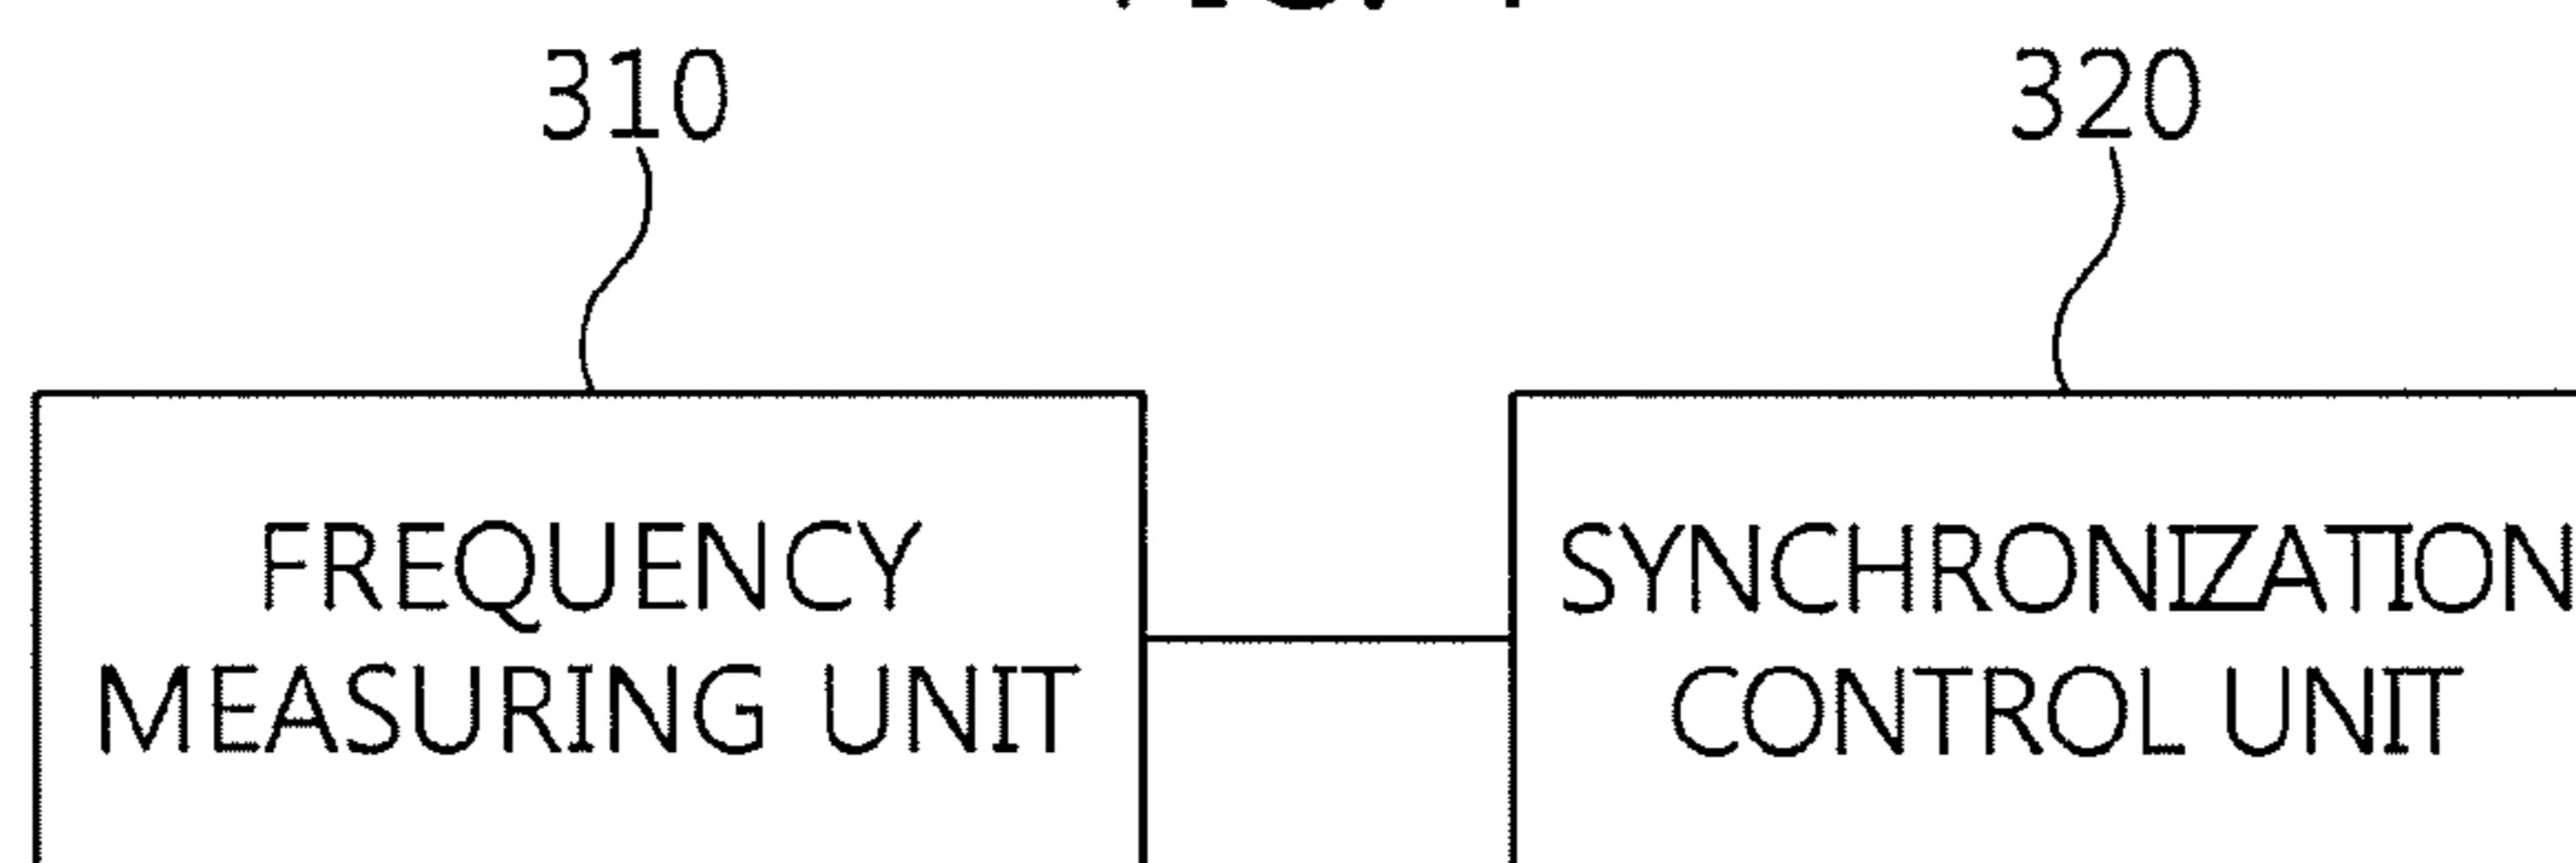 310
320
FREQUENCY
MEASURING UNIT
SYNCHRONIZATION
CONTROL UNIT